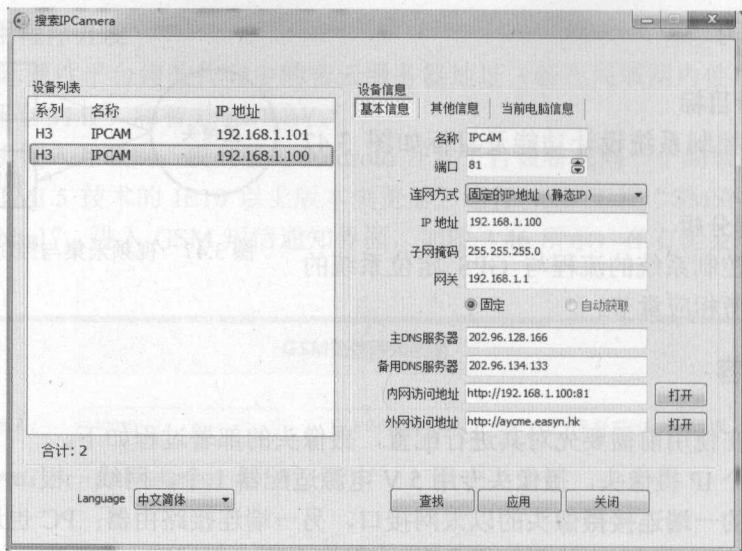 搜索IPCamera
设备列表
系列 名称 IP 地址
H3 IPCAM 192.168.1.101
H3 IPCAM 192.168.1.100
合计: 2
Language 中文简体
设备信息
基本信息 其他信息 当前电脑信息
名称 IPCAM
端口 81
连网方式 固定的IP地址（静态IP）
IP 地址 192.168.1.100
子网掩码 255.255.255.0
网关 192.168.1.1
固定 自动获取
主DNS服务器 202.96.128.166
备用DNS服务器 202.96.134.133
内网访问地址 http://192.168.1.100:81 打开
外网访问地址 http://aycme.easyn.hk 打开
查找 应用 关闭